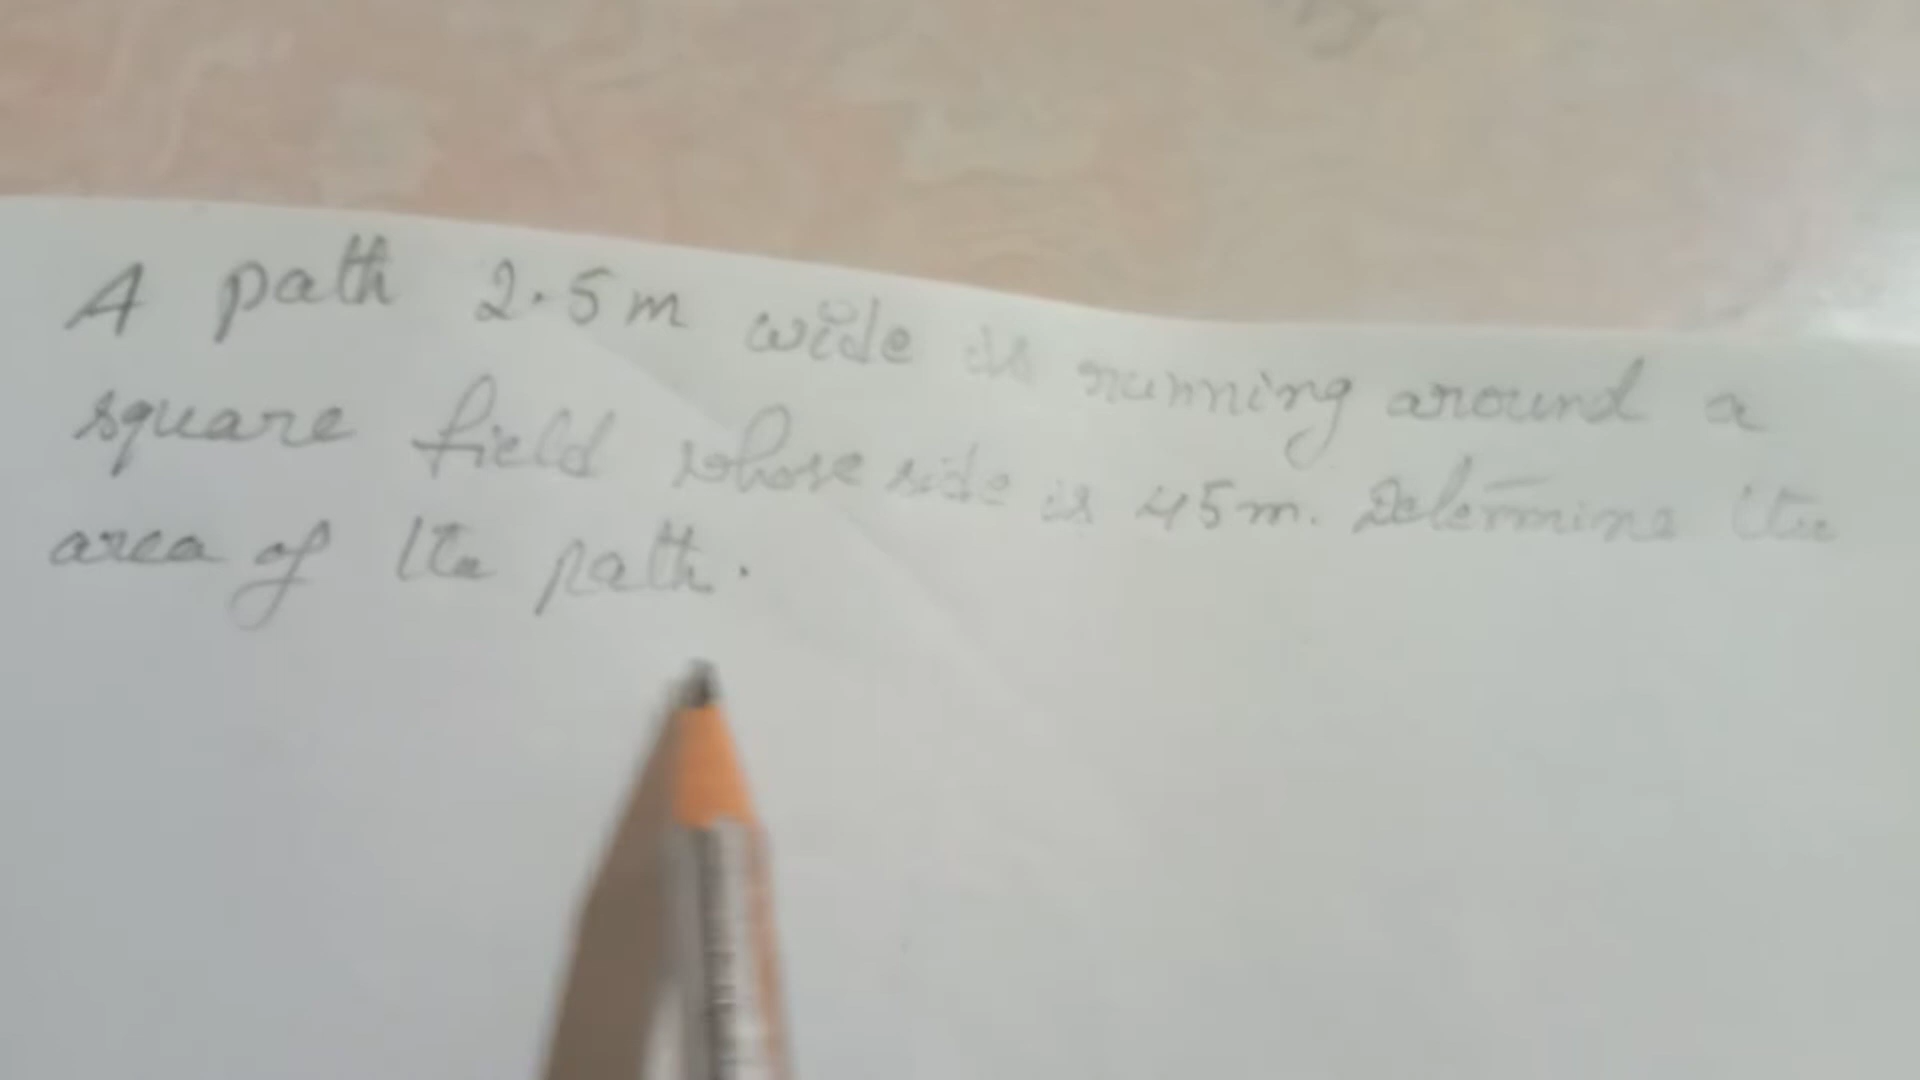 A path 2.5m wide is running around a
square field whose side is 45m. Determine the
area of the path.